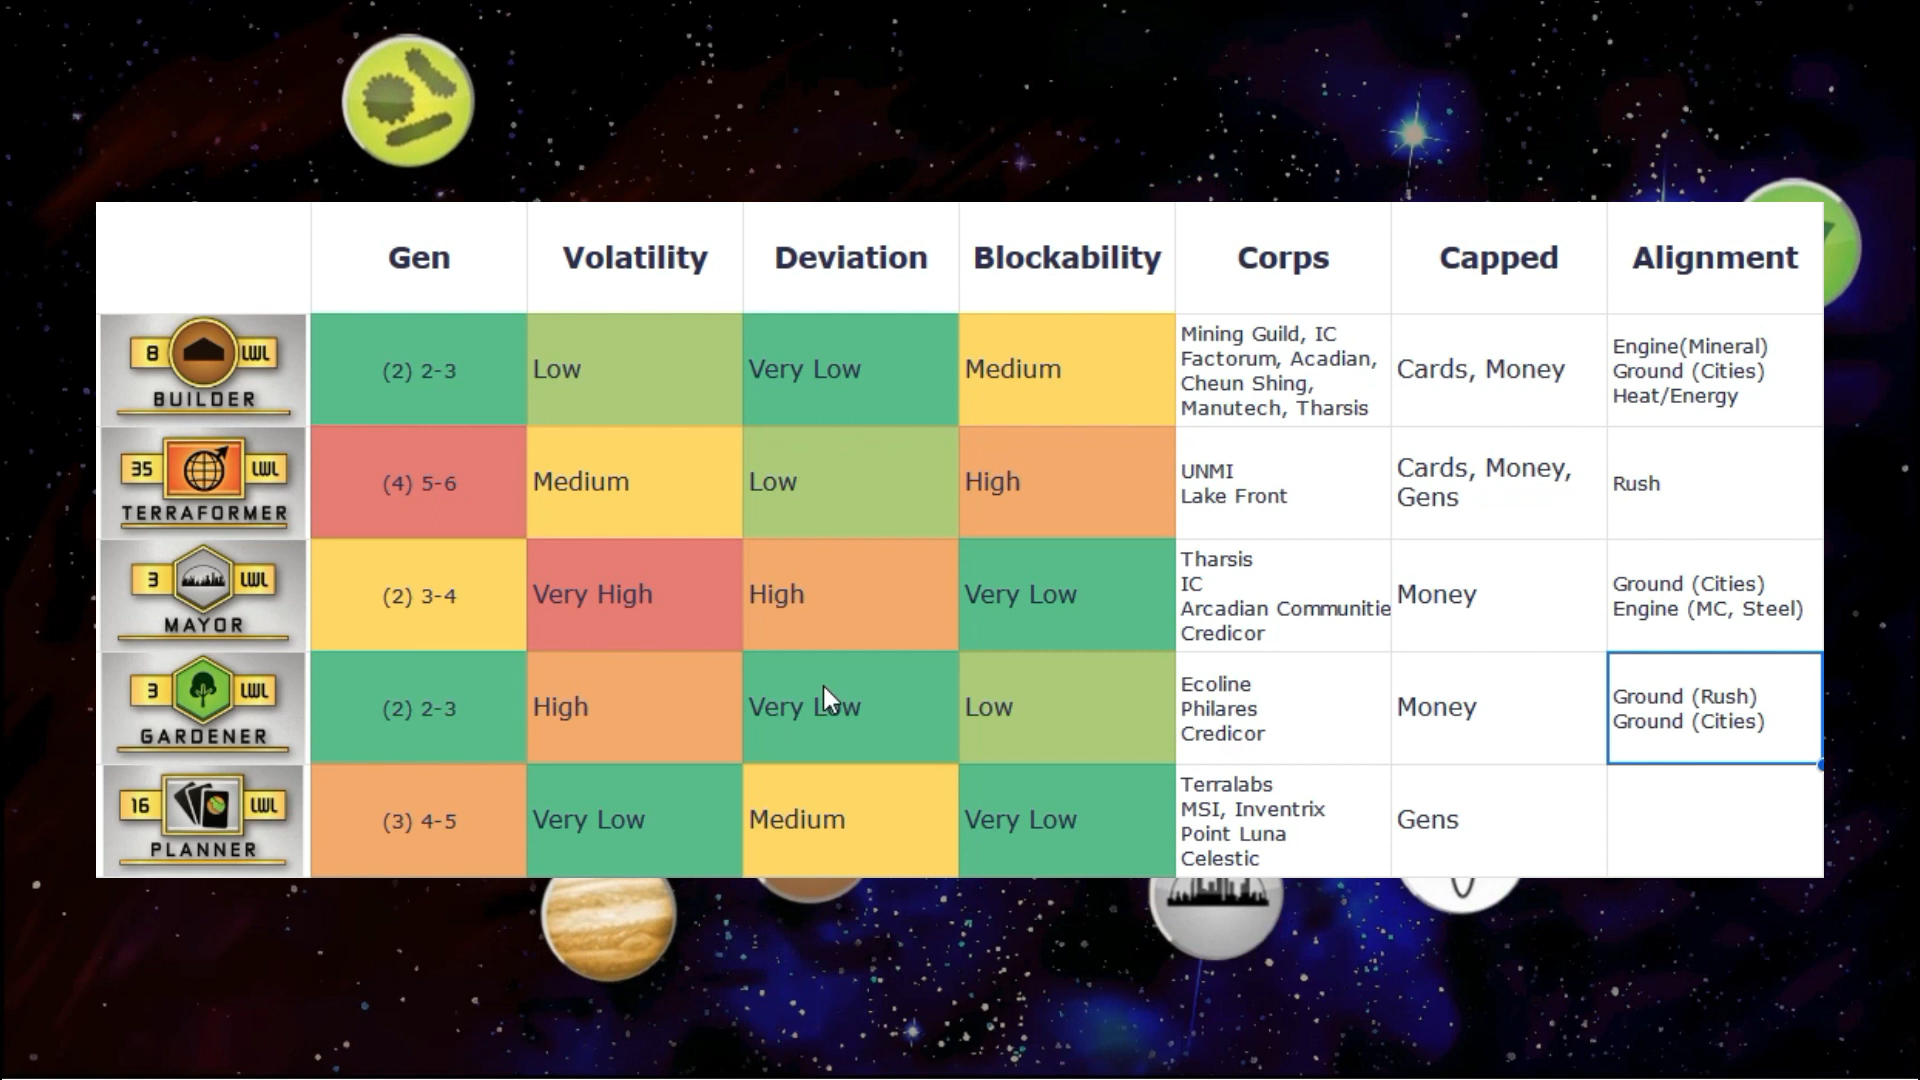 Gen Volatility Deviation Blockability Corps Capped Alignment
8 LWL
BUILDER
(2) 2-3
Low
Very Low
Medium
Mining Guild, IC
Factorum, Acadian,
Cheun Shing,
Manutech, Tharsis
Cards, Money
Engine(Mineral)
Ground (Cities)
Heat/Energy
35 LWL
TERRAFORMER
(4) 5-6
Medium
Low
High
UNMI
Lake Front
Cards, Money,
Gens
Rush
3 LWL
MAYOR
(2) 3-4
Very High
High
Very Low
Tharsis
IC
Arcadian Communitie
Credicor
Money
Ground (Cities)
Engine (MC, Steel)
3 LWL
GARDENER
(2) 2-3
High
Very Low
Low
Ecoline
Philares
Credicor
Money
Ground (Rush)
Ground (Cities)
16 LWL
PLANNER
(3) 4-5
Very Low
Medium
Very Low
Terralabs
MSI, Inventrix
Point Luna
Celestic
Gens